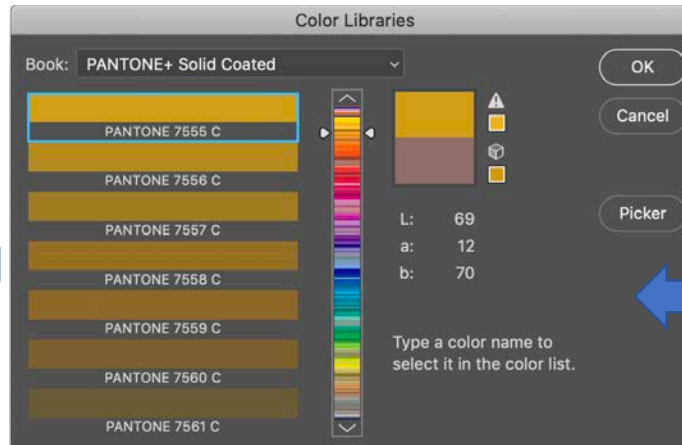 Color Libraries
Book: PANTONE+ Solid Coated
OK
Cancel
Picker
PANTONE 7555 C
PANTONE 7556 C
PANTONE 7557 C
PANTONE 7558 C
PANTONE 7559 C
PANTONE 7560 C
PANTONE 7561 C
L: 69
a: 12
b: 70
Type a color name to
select it in the color list.